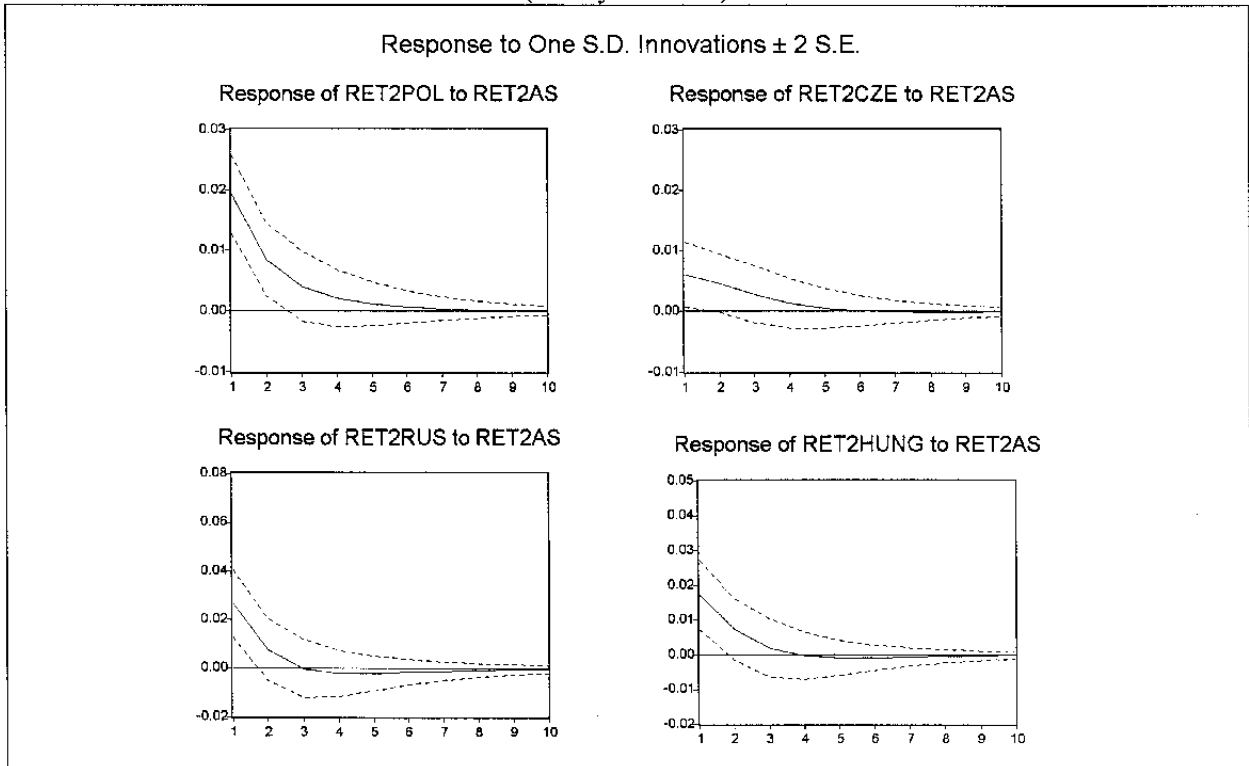 Response to One S.D. Innovations ± 2 S.E.
Response of RET2POL to RET2AS
0.03
0.02
0.01
0.00
-0.01
1 2 3 4 5 6 7 8 9 10
Response of RET2CZE to RET2AS
0.03
0.02
0.01
0.00
-0.01
1 2 3 4 5 6 7 8 9 10
Response of RET2RUS to RET2AS
0.08
0.06
0.04
0.02
0.00
-0.02
1 2 3 4 5 6 7 8 9 10
Response of RET2HUNG to RET2AS
0.05
0.04
0.03
0.02
0.01
0.00
-0.01
-0.02
1 2 3 4 5 6 7 8 9 10